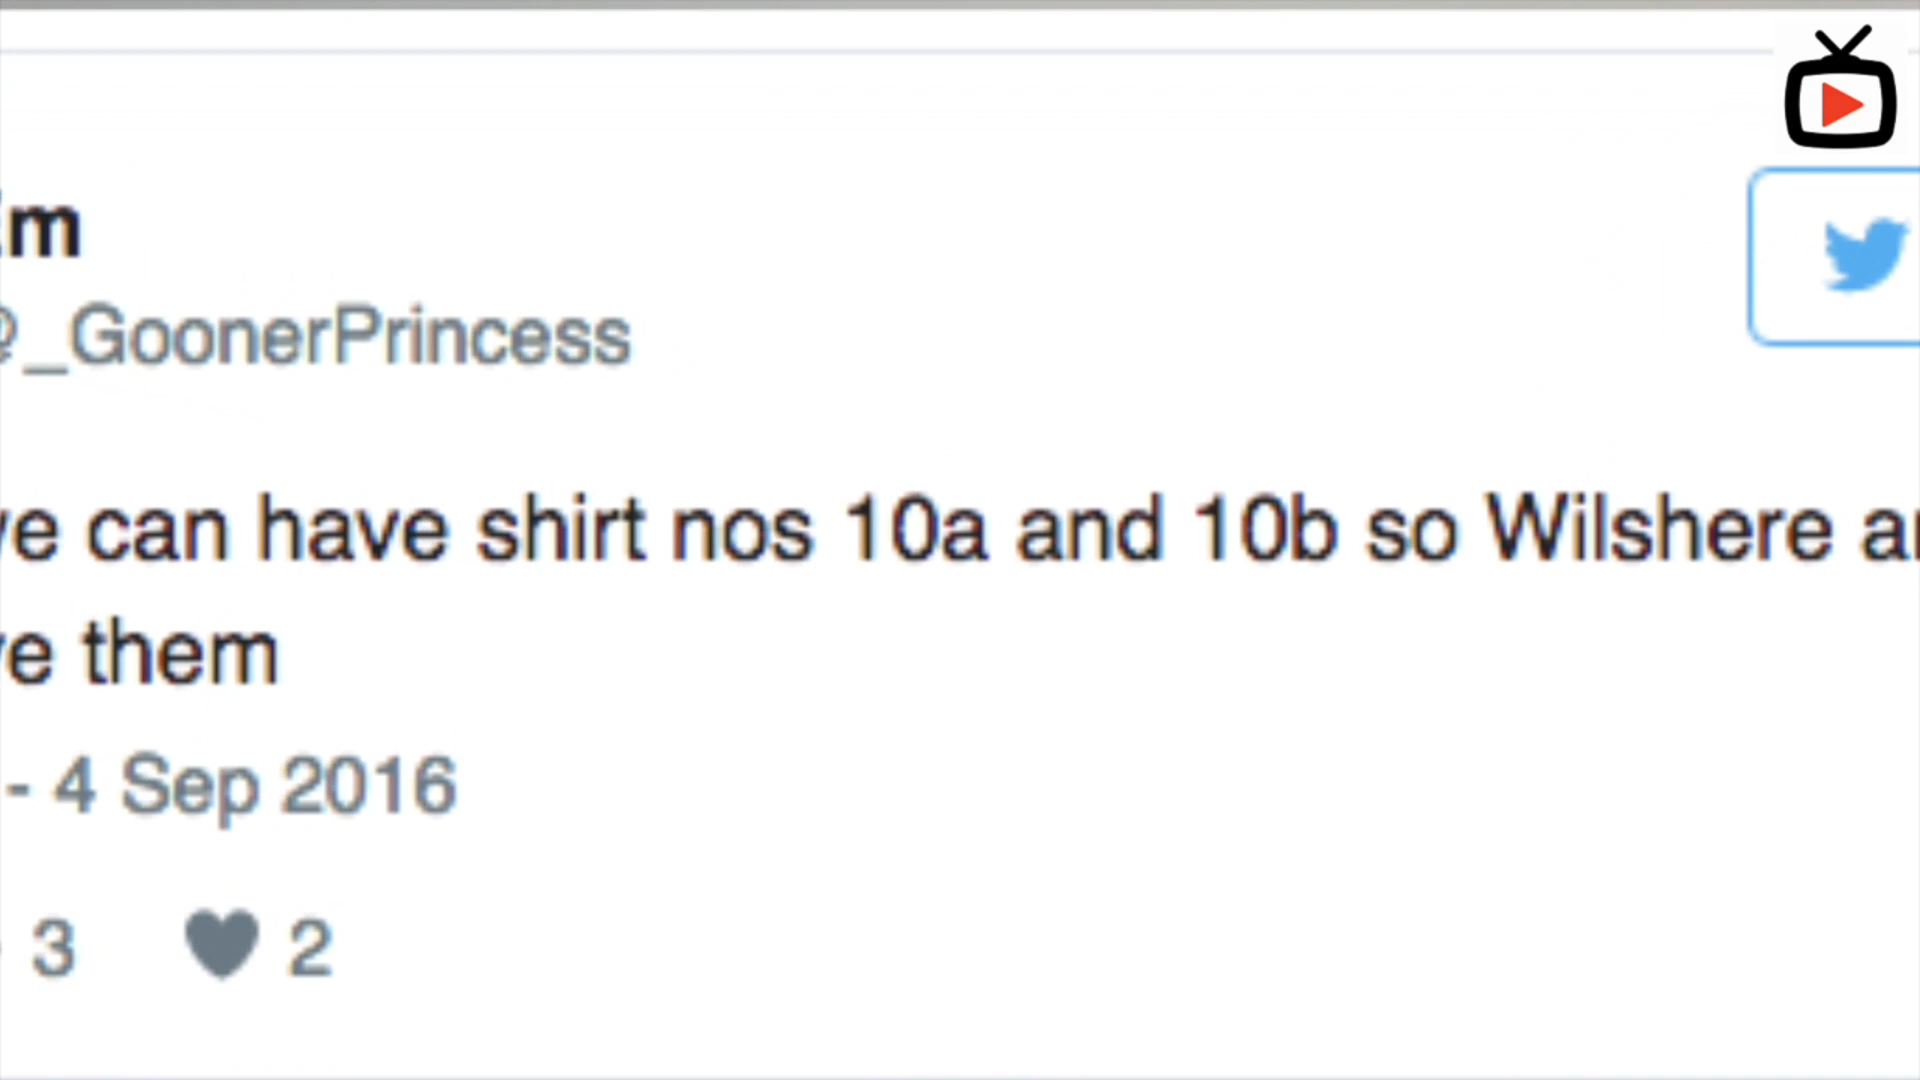 _GoonerPrincess
can have shirt nos 10a and 10b so Wilshere
them
- 4 Sep 2016
3 2